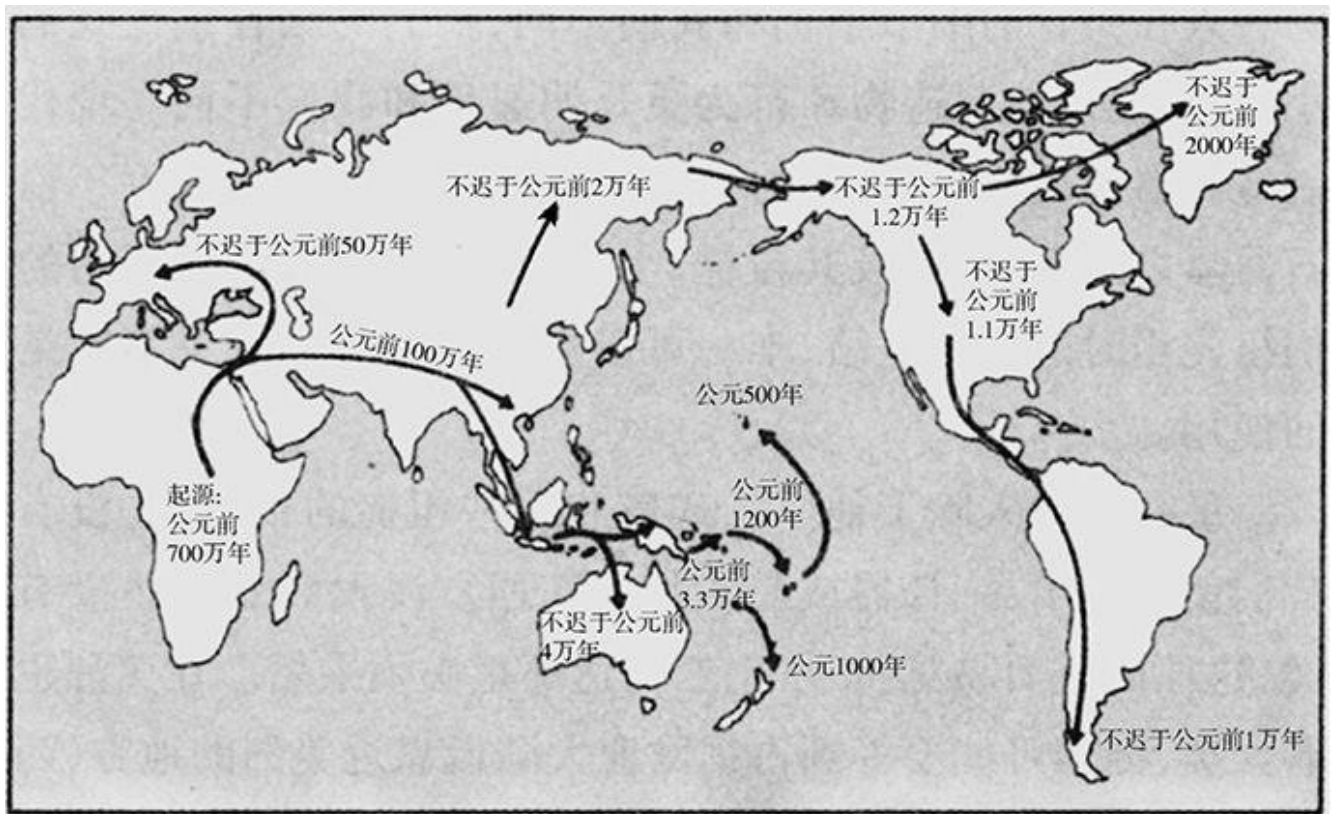 不迟于
公元前
2000年
不迟于公元前2万年
不迟于公元前
1.2万年
不迟于公元前50万年
不迟于
公元前
1.1万年
公元前100万年
公元500年
起源:
公元前
700万年
公元前
1200年
公元前
3.3万年
不迟于公元前
4万年
公元1000年
不迟于公元前1万年